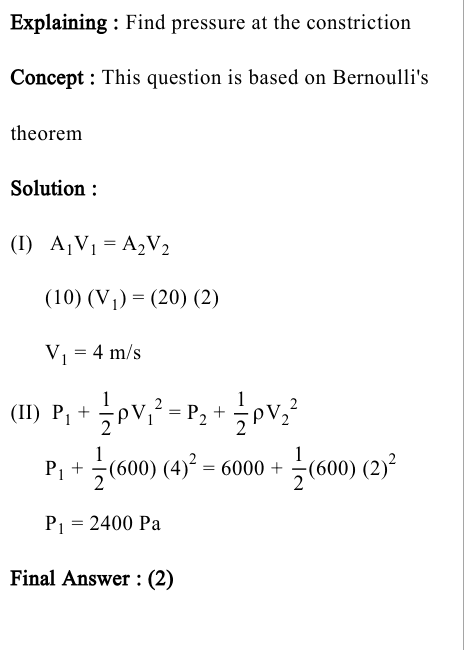 Explaining : Find pressure at the constriction
Concept : This question is based on Bernoulli's
theorem
Solution :
(I) A₁V₁ = A₂V₂
(10) (V₁) = (20) (2)
V₁ = 4 m/s
(II) P₁ + 1/2 ρV₁² = P₂ + 1/2 ρV₂²
P₁ + 1/2 (600) (4)² = 6000 + 1/2 (600) (2)²
P₁ = 2400 Pa
Final Answer : (2)